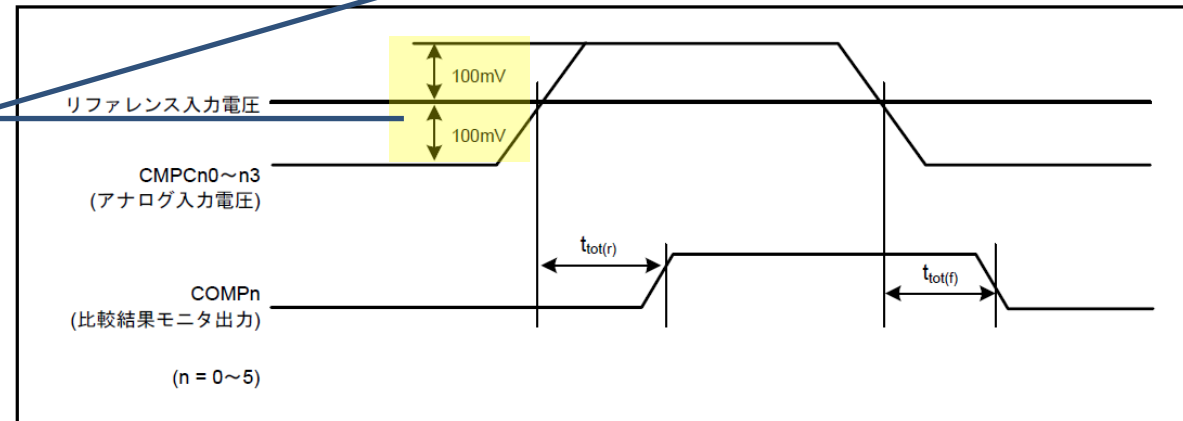 100mV
リファレンス入力電圧
100mV
CMPCn0～n3
(アナログ入力電圧)
ttot(r)
ttot(f)
COMPn
(比較結果モニタ出力)
(n = 0～5)